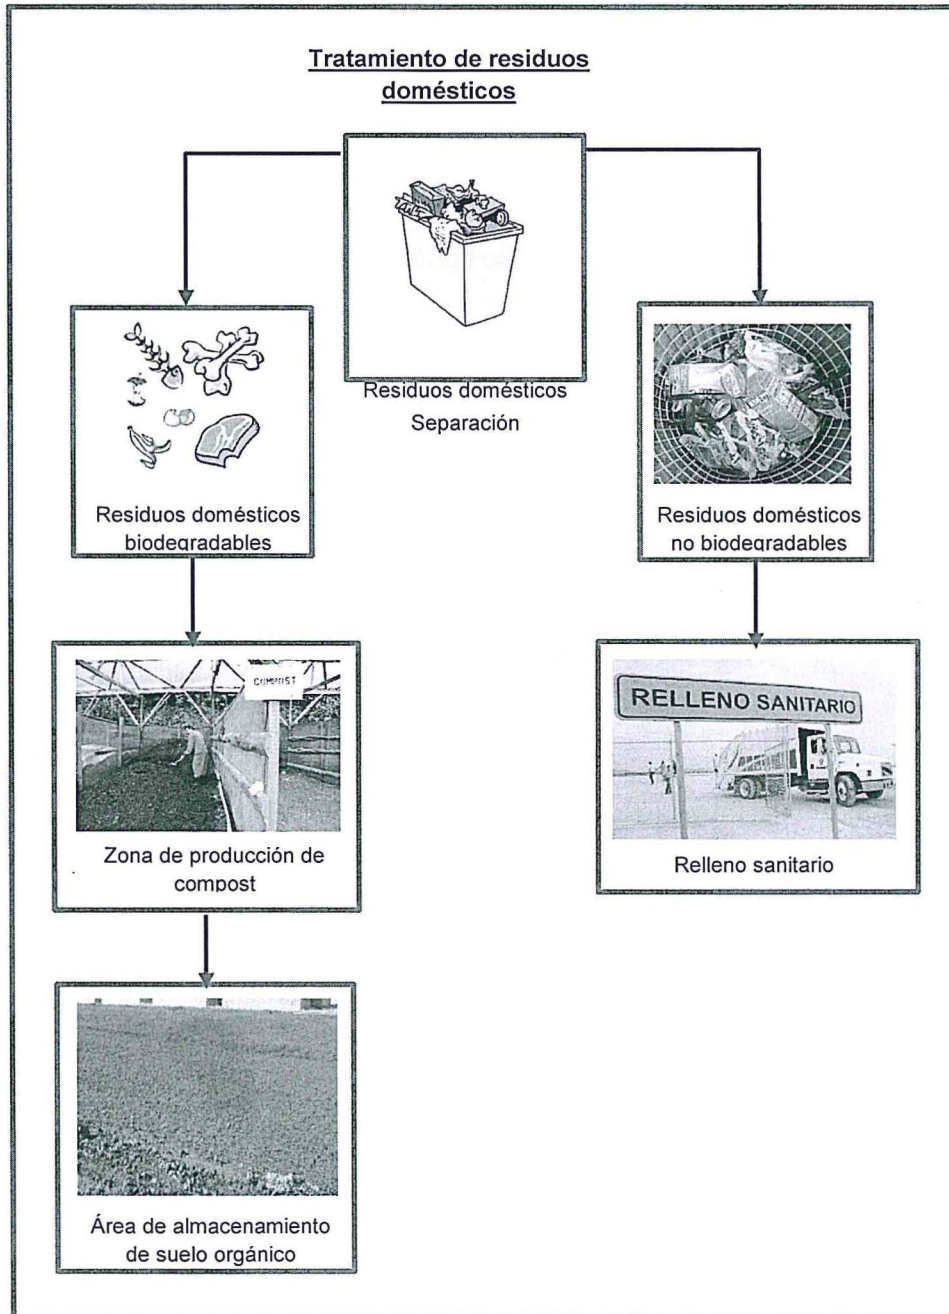 Tratamiento de residuos
domésticos
Residuos domésticos
Separación
Residuos domésticos
biodegradables
Residuos domésticos
no biodegradables
COMPOST
Zona de producción de
compost
RELLENO SANITARIO
Relleno sanitario
Área de almacenamiento
de suelo orgánico